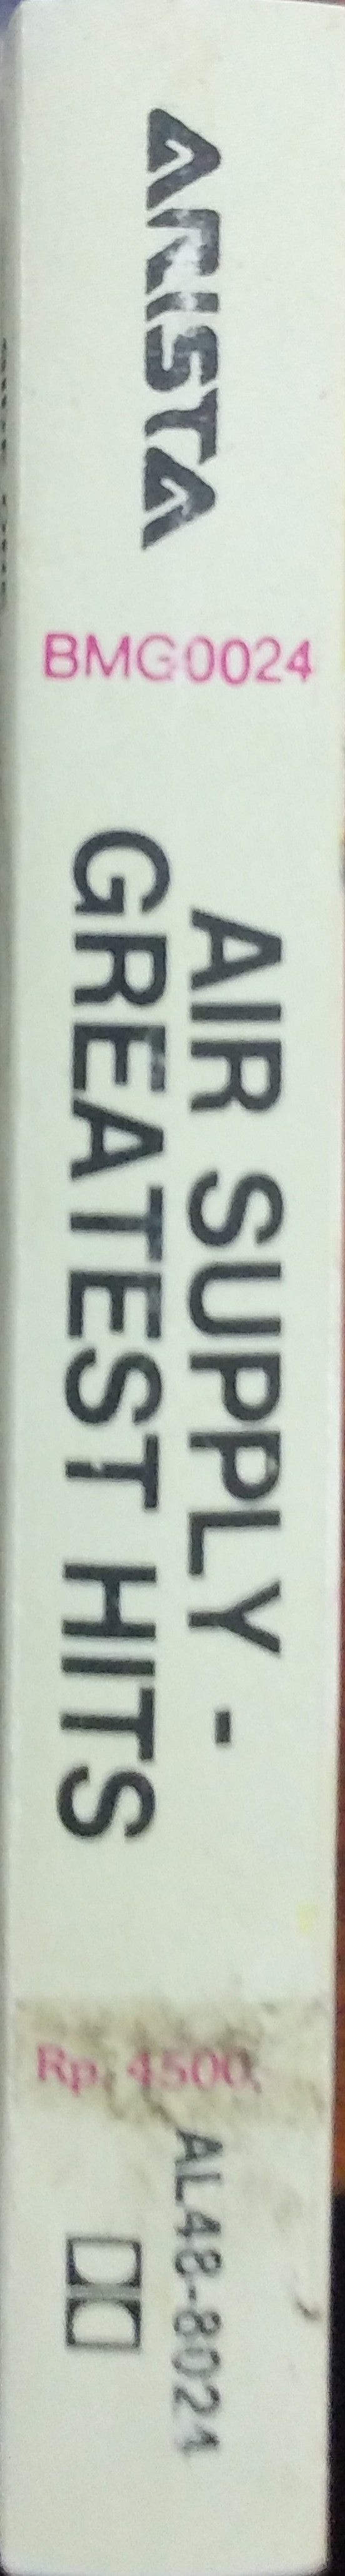 ARISTA
BMG0024
AIR SUPPLY -
GREATEST HITS
Rp. 4500,
AL48-8024